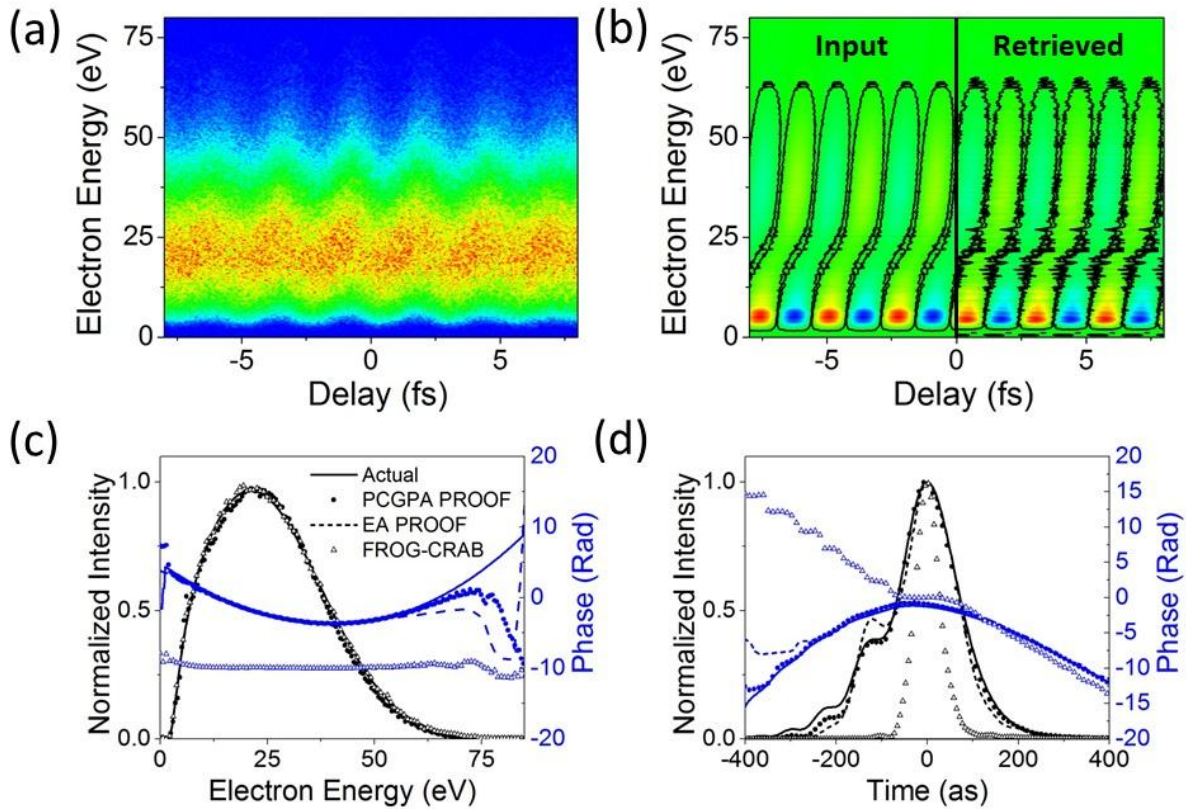 (a)
Electron Energy (eV)
75
50
25
0
-5
0
5
Delay (fs)
(b)
Electron Energy (eV)
75
50
25
0
Input
Retrieved
-5
0
5
Delay (fs)
(c)
Normalized Intensity
1.0
0.5
0.0
Actual
PCGPA PROOF
EA PROOF
FROG-CRAB
20
15
10
5
0
-5
-10
-15
-20
Phase (Rad)
0
25
50
75
Electron Energy (eV)
(d)
Normalized Intensity
1.0
0.5
0.0
20
15
10
5
0
-5
-10
-15
-20
Phase (Rad)
-400
-200
0
200
400
Time (as)